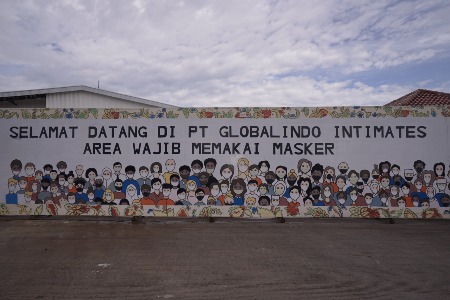 SELAMAT DATANG DI PT GLOBALINDO INTIMATES
AREA WAJIB MEMAKAI MASKER